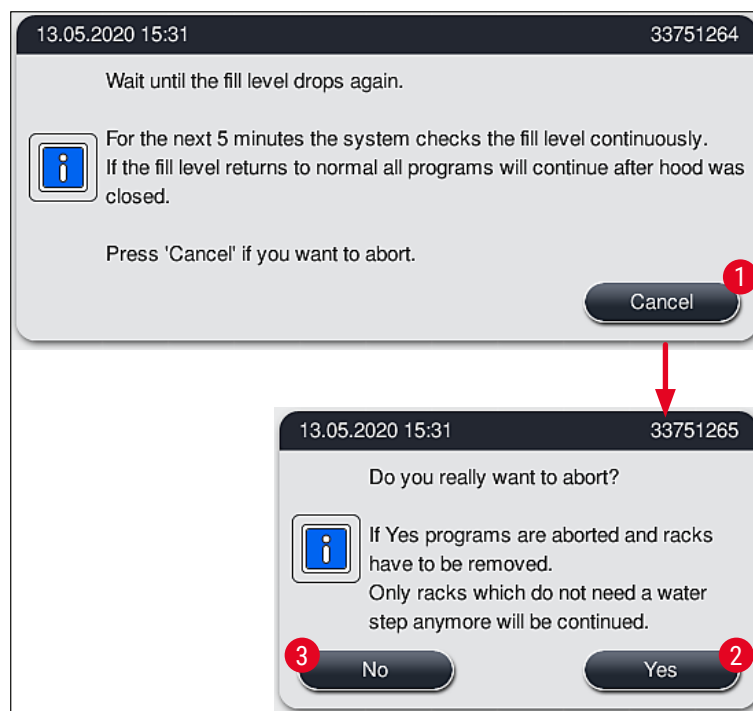 13.05.2020 15:31 33751264
Wait until the fill level drops again.
For the next 5 minutes the system checks the fill level continuously.
If the fill level returns to normal all programs will continue after hood was
closed.
Press 'Cancel' if you want to abort.
1
Cancel
13.05.2020 15:31 33751265
Do you really want to abort?
If Yes programs are aborted and racks
have to be removed.
Only racks which do not need a water
step anymore will be continued.
3 No Yes 2